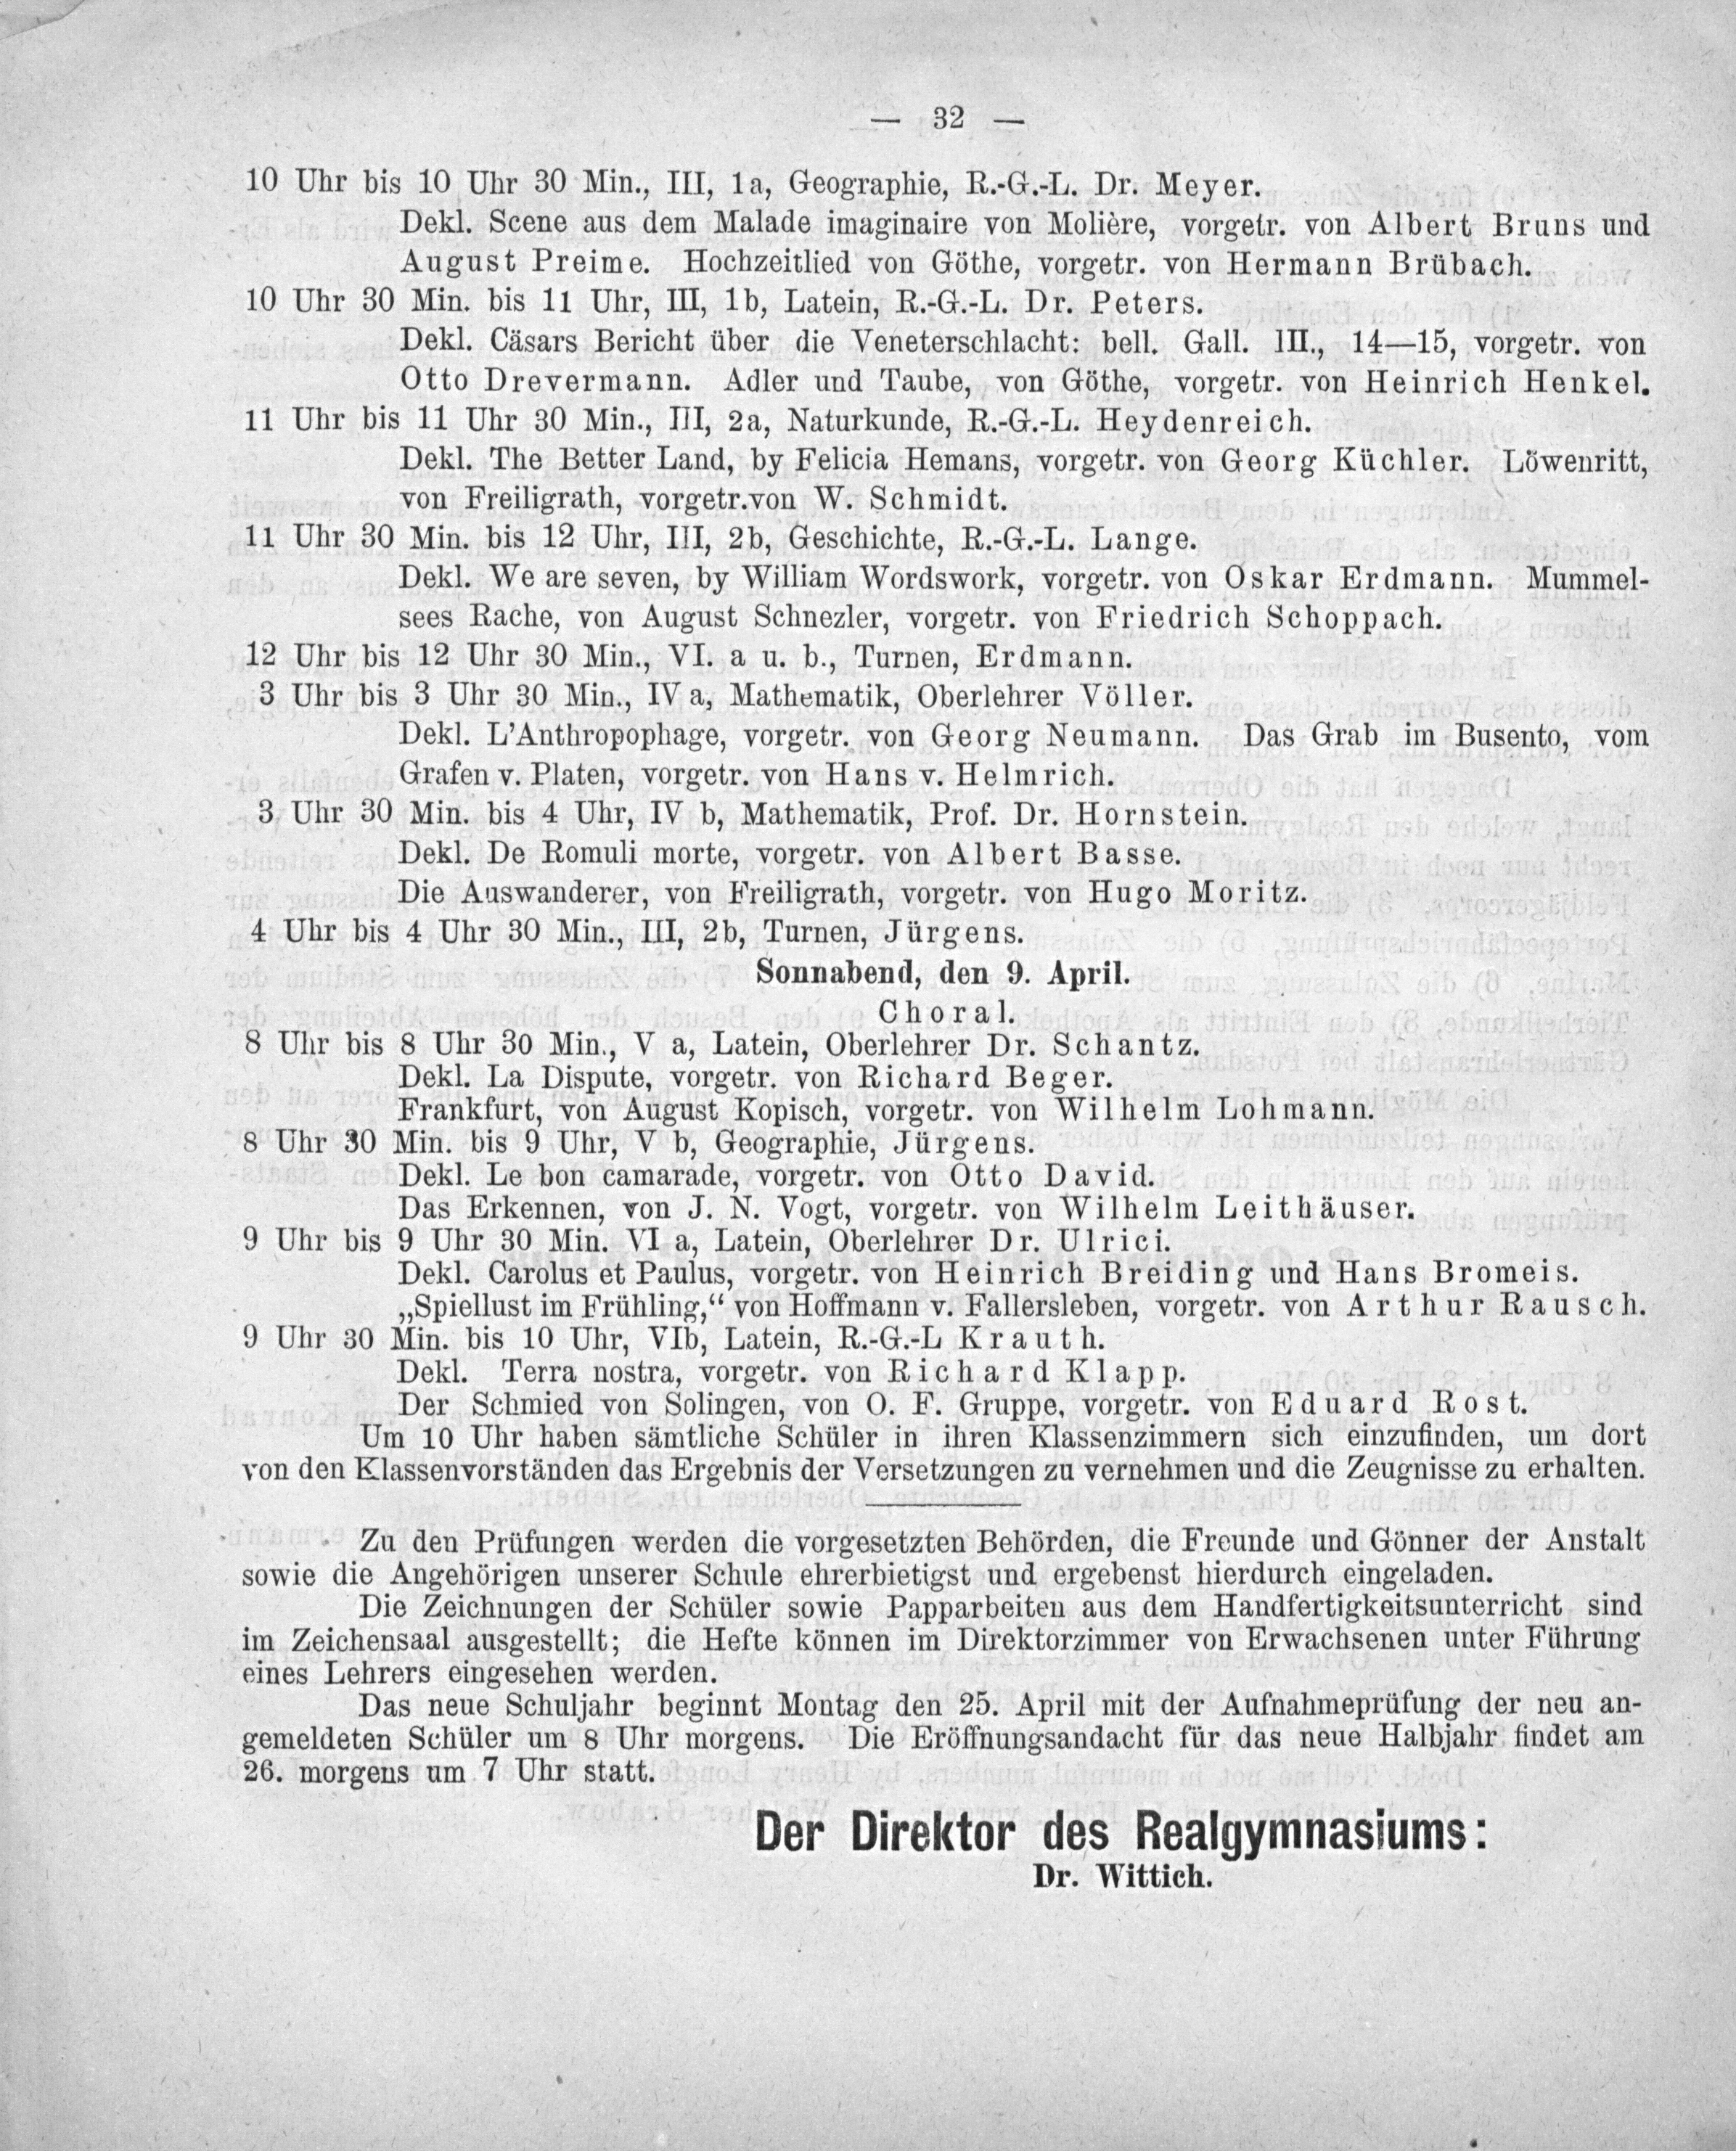 — 32 —
10 Uhr bis 10 Uhr 30 Min., III, 1a, Geographie, R.-G.-L. Dr. Meyer.
Dekl. Scene aus dem Malade imaginaire von Molière, vorgetr. von Albert Bruns und
August Preime. Hochzeitlied von Göthe, vorgetr. von Hermann Brübach.
10 Uhr 30 Min. bis 11 Uhr, III, 1b, Latein, R.-G.-L. Dr. Peters.
Dekl. Cäsars Bericht über die Veneterschlacht: bell. Gall. III., 14—15, vorgetr. von
Otto Drevermann. Adler und Taube, von Göthe, vorgetr. von Heinrich Henkel.
11 Uhr bis 11 Uhr 30 Min., III, 2a, Naturkunde, R.-G.-L. Heydenreich.
Dekl. The Better Land, by Felicia Hemans, vorgetr. von Georg Küchler. Löwenritt,
von Freiligrath, vorgetr.von W. Schmidt.
11 Uhr 30 Min. bis 12 Uhr, III, 2b, Geschichte, R.-G.-L. Lange.
Dekl. We are seven, by William Wordswork, vorgetr. von Oskar Erdmann. Mummel-
sees Rache, von August Schnezler, vorgetr. von Friedrich Schoppach.
12 Uhr bis 12 Uhr 30 Min., VI. a u. b., Turnen, Erdmann.
3 Uhr bis 3 Uhr 30 Min., IV a, Mathematik, Oberlehrer Völler.
Dekl. L'Anthropophage, vorgetr. von Georg Neumann. Das Grab im Busento, vom
Grafen v. Platen, vorgetr. von Hans v. Helmrich.
3 Uhr 30 Min. bis 4 Uhr, IV b, Mathematik, Prof. Dr. Hornstein.
Dekl. De Romuli morte, vorgetr. von Albert Basse.
Die Auswanderer, von Freiligrath, vorgetr. von Hugo Moritz.
4 Uhr bis 4 Uhr 30 Min., III, 2b, Turnen, Jürgens.
Sonnabend, den 9. April.
Choral.
8 Uhr bis 8 Uhr 30 Min., V a, Latein, Oberlehrer Dr. Schantz.
Dekl. La Dispute, vorgetr. von Richard Beger.
Frankfurt, von August Kopisch, vorgetr. von Wilhelm Lohmann.
8 Uhr 30 Min. bis 9 Uhr, V b, Geographie, Jürgens.
Dekl. Le bon camarade, vorgetr. von Otto David.
Das Erkennen, von J. N. Vogt, vorgetr. von Wilhelm Leithäuser.
9 Uhr bis 9 Uhr 30 Min. VI a, Latein, Oberlehrer Dr. Ulrici.
Dekl. Carolus et Paulus, vorgetr. von Heinrich Breiding und Hans Bromeis.
„Spiellust im Frühling,“ von Hoffmann v. Fallersleben, vorgetr. von Arthur Rausch.
9 Uhr 30 Min. bis 10 Uhr, VIb, Latein, R.-G.-L Krauth.
Dekl. Terra nostra, vorgetr. von Richard Klapp.
Der Schmied von Solingen, von O. F. Gruppe, vorgetr. von Eduard Rost.
Um 10 Uhr haben sämtliche Schüler in ihren Klassenzimmern sich einzufinden, um dort
von den Klassenvorständen das Ergebnis der Versetzungen zu vernehmen und die Zeugnisse zu erhalten.
Zu den Prüfungen werden die vorgesetzten Behörden, die Freunde und Gönner der Anstalt
sowie die Angehörigen unserer Schule ehrerbietigst und ergebenst hierdurch eingeladen.
Die Zeichnungen der Schüler sowie Papparbeiten aus dem Handfertigkeitsunterricht sind
im Zeichensaal ausgestellt; die Hefte können im Direktorzimmer von Erwachsenen unter Führung
eines Lehrers eingesehen werden.
Das neue Schuljahr beginnt Montag den 25. April mit der Aufnahmeprüfung der neu an-
gemeldeten Schüler um 8 Uhr morgens. Die Eröffnungsandacht für das neue Halbjahr findet am
26. morgens um 7 Uhr statt.
Der Direktor des Realgymnasiums:
Dr. Wittich.